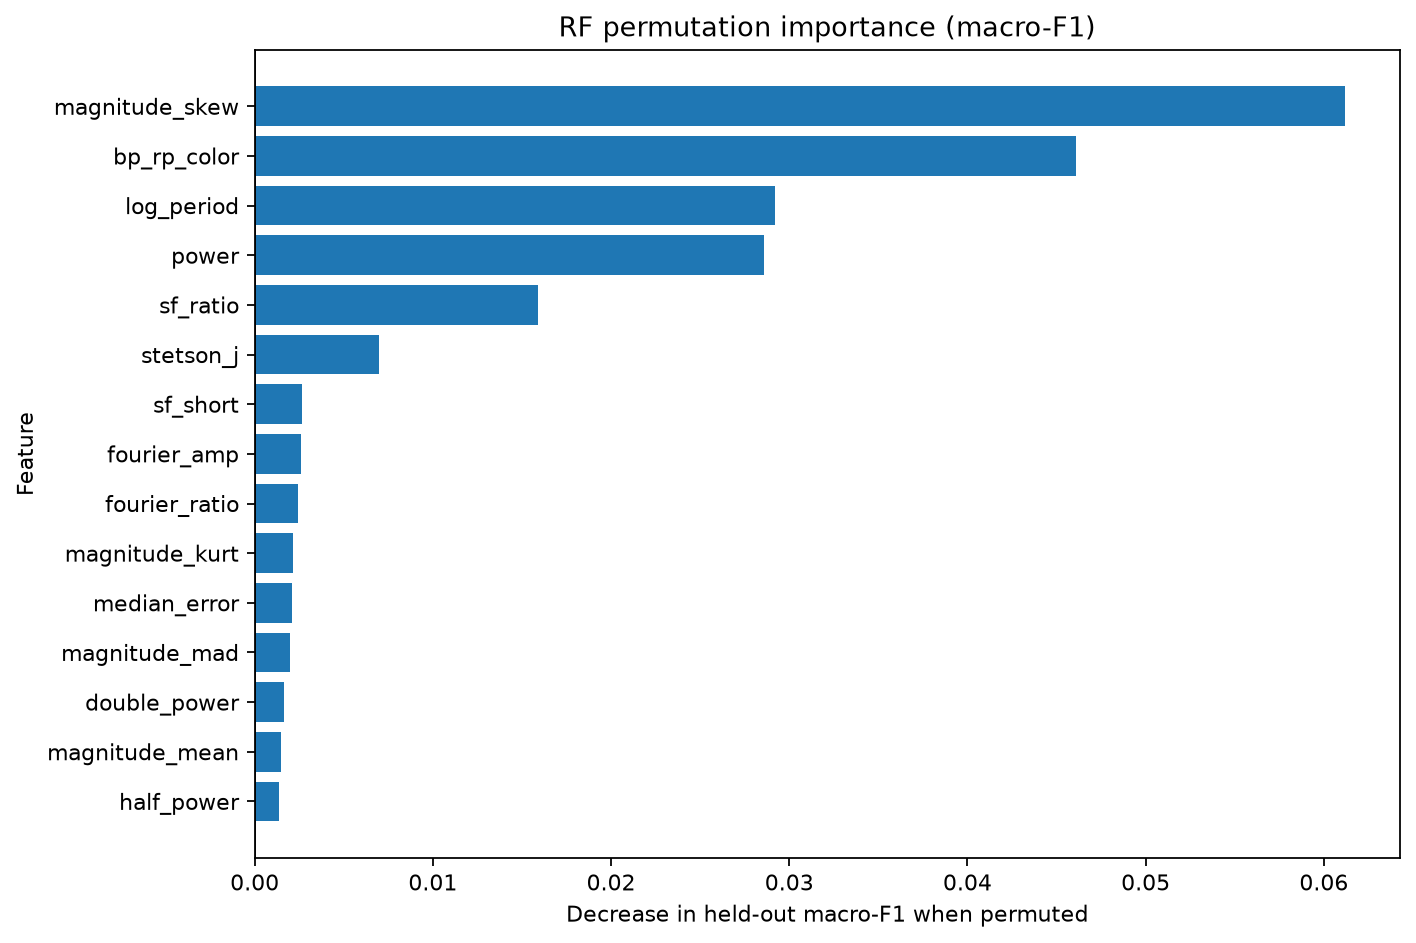 RF permutation importance (macro-F1)
magnitude_skew
bp_rp_color
log_period
power
sf_ratio
stetson_j
sf_short
fourier_amp
fourier_ratio
magnitude_kurt
median_error
magnitude_mad
double_power
magnitude_mean
half_power
Feature
0.00 0.01 0.02 0.03 0.04 0.05 0.06
Decrease in held-out macro-F1 when permuted